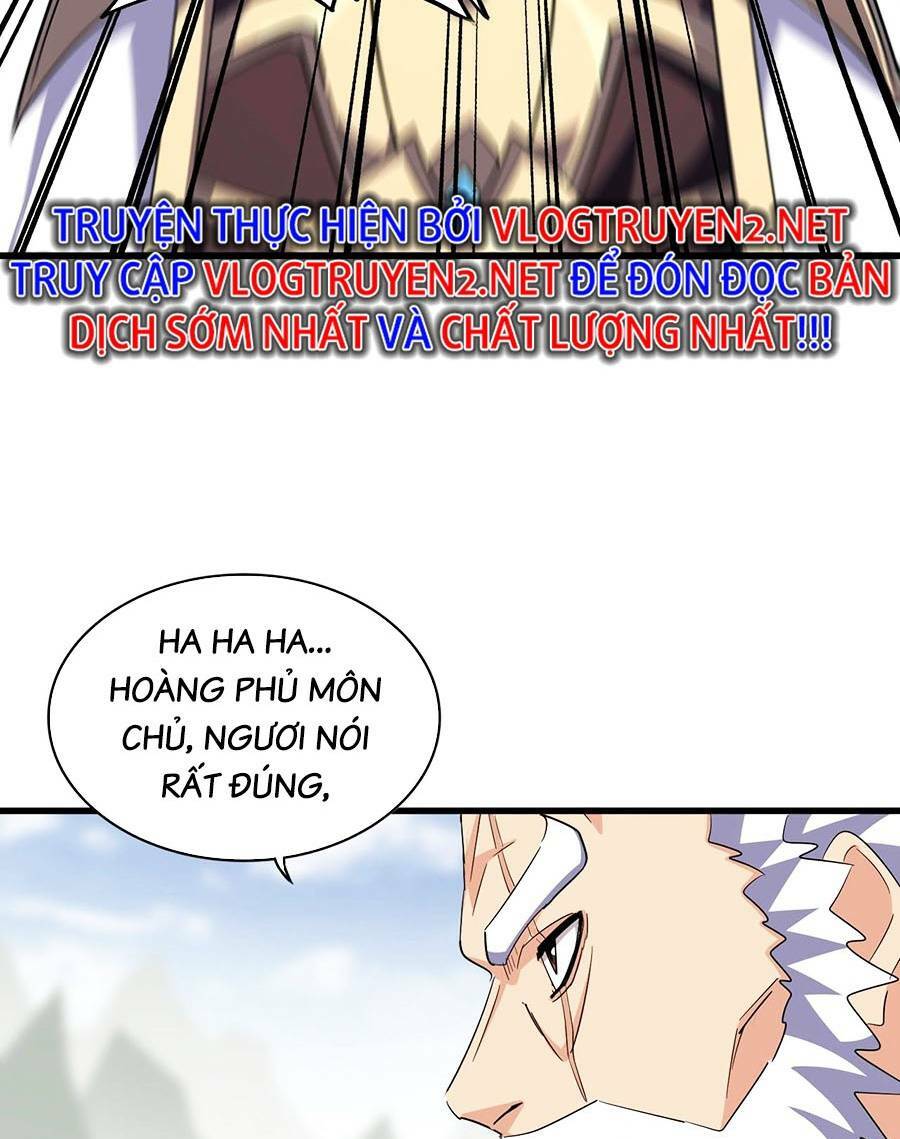 TRUYỆN THỰC HIỆN BỞI VLOGTRUYEN2.NET
TRUY CẬP VLOGTRUYEN2.NET ĐỂ ĐÓN ĐỌC BẢN
DỊCH SỚM NHẤT VÀ CHẤT LƯỢNG NHẤT!!!
HA HA HA...
HOÀNG PHỦ MÔN
CHỦ, NGƯƠI NÓI
RẤT ĐÚNG,